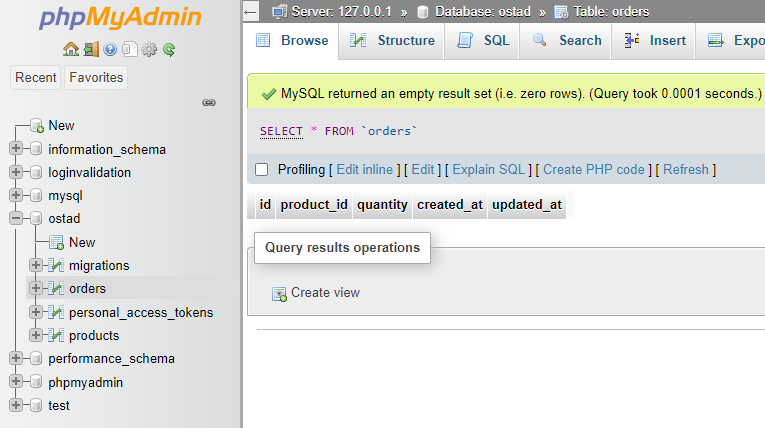 phpMyAdmin
Recent Favorites
New
information_schema
loginvalidation
mysql
ostad
New
migrations
orders
personal_access_tokens
products
performance_schema
phpmyadmin
test
Server: 127.0.0.1 » Database: ostad » Table: orders
Browse Structure SQL Search Insert Expo
MySQL returned an empty result set (i.e. zero rows). (Query took 0.0001 seconds.)
SELECT * FROM `orders`
Profiling [ Edit inline ] [ Edit ] [ Explain SQL ] [ Create PHP code ] [ Refresh ]
id product_id quantity created_at updated_at
Query results operations
Create view